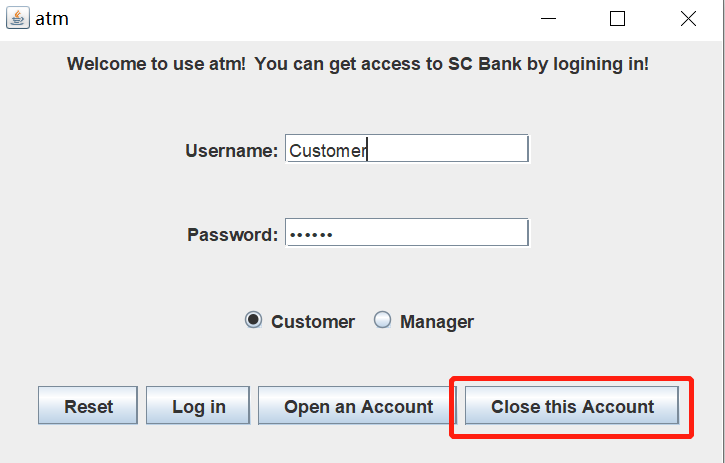 atm
Welcome to use atm! You can get access to SC Bank by logining in!
Username: Customer
Password: ••••••
Customer Manager
Reset Log in Open an Account Close this Account